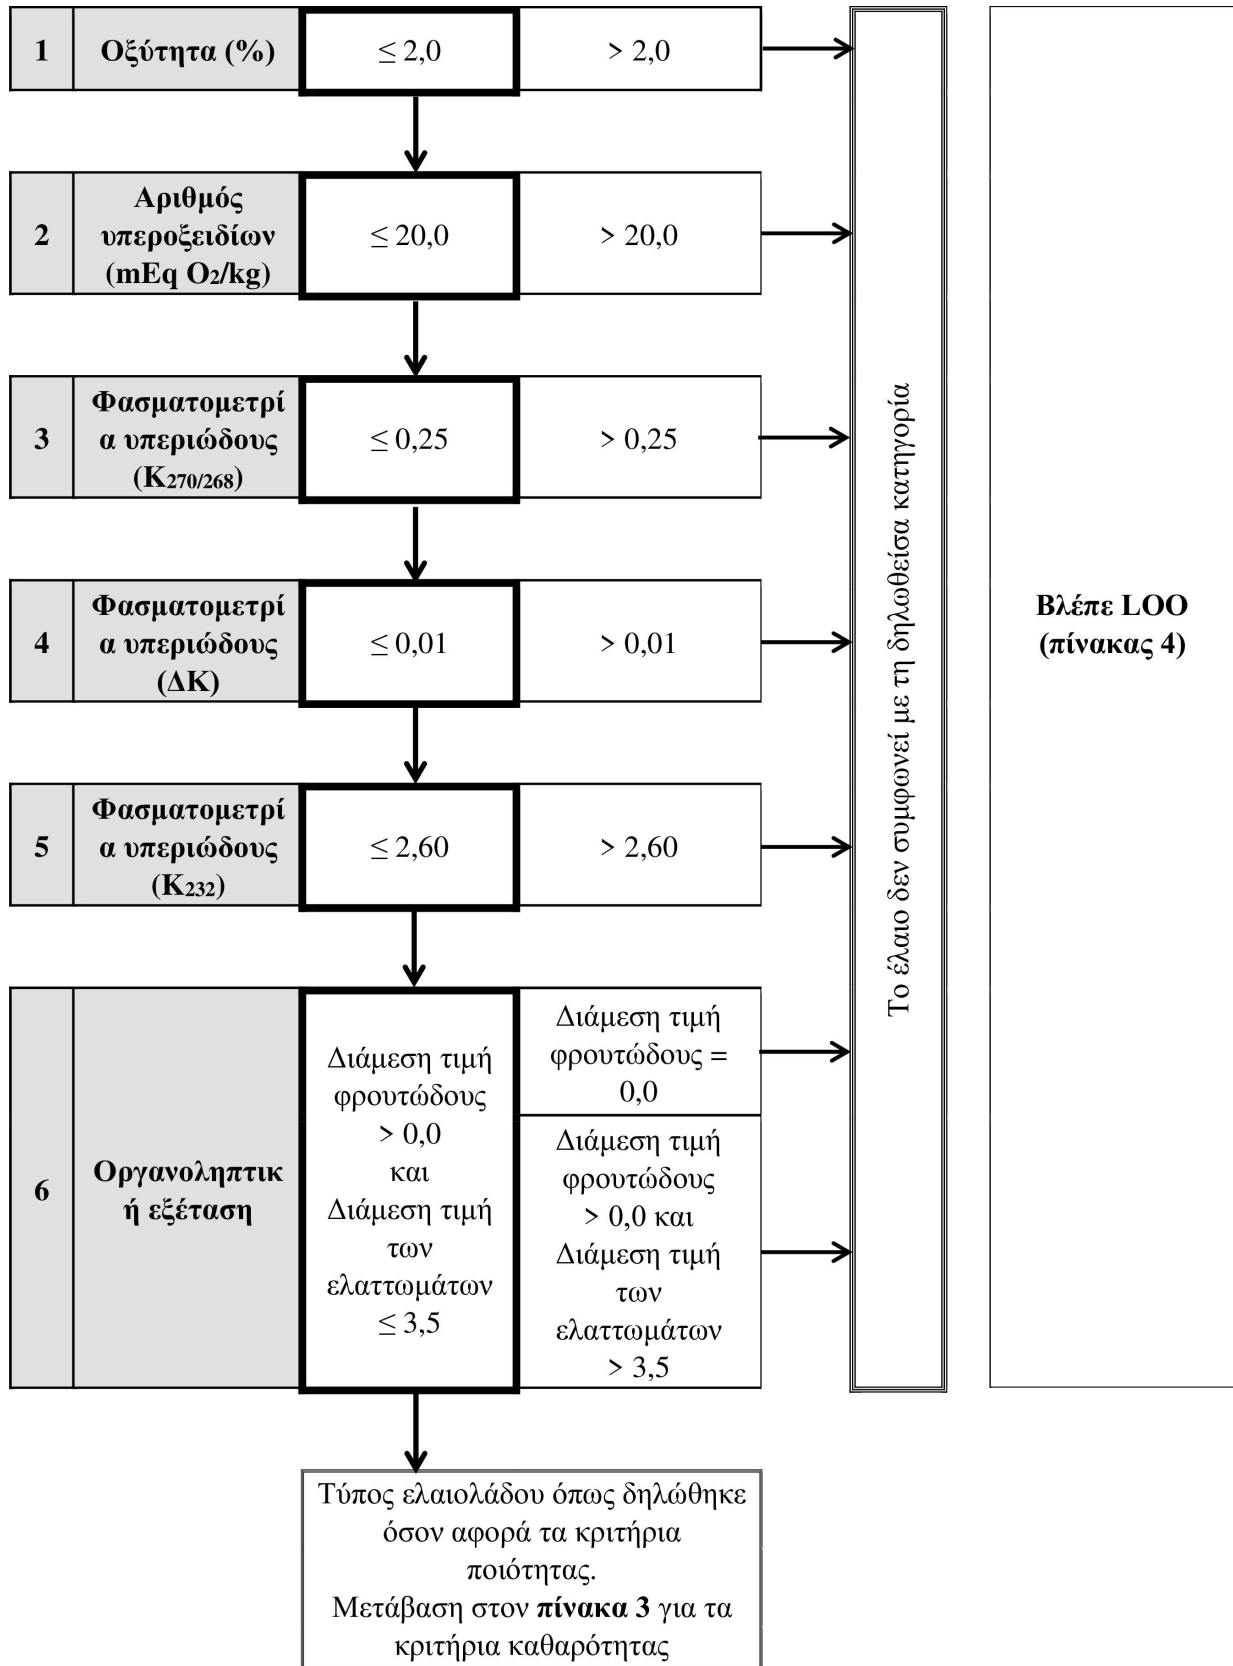 1
Οξύτητα (%)
≤ 2,0
> 2,0
2
Αριθμός
υπεροξειδίων
(mEq O2/kg)
≤ 20,0
> 20,0
3
Φασματομετρί
α υπεριώδους
(K270/268)
≤ 0,25
> 0,25
4
Φασματομετρί
α υπεριώδους
(ΔΚ)
≤ 0,01
> 0,01
5
Φασματομετρί
α υπεριώδους
(K232)
≤ 2,60
> 2,60
6
Οργανοληπτικ
ή εξέταση
Διάμεση τιμή
φρουτώδους
> 0,0
και
Διάμεση τιμή
των
ελαττωμάτων
≤ 3,5
Διάμεση τιμή
φρουτώδους =
0,0
Διάμεση τιμή
φρουτώδους
> 0,0 και
Διάμεση τιμή
των
ελαττωμάτων
> 3,5
Το έλαιο δεν συμφωνεί με τη δηλωθείσα κατηγορία
Βλέπε LOO
(πίνακας 4)
Τύπος ελαιολάδου όπως δηλώθηκε
όσον αφορά τα κριτήρια
ποιότητας.
Μετάβαση στον πίνακα 3 για τα
κριτήρια καθαρότητας